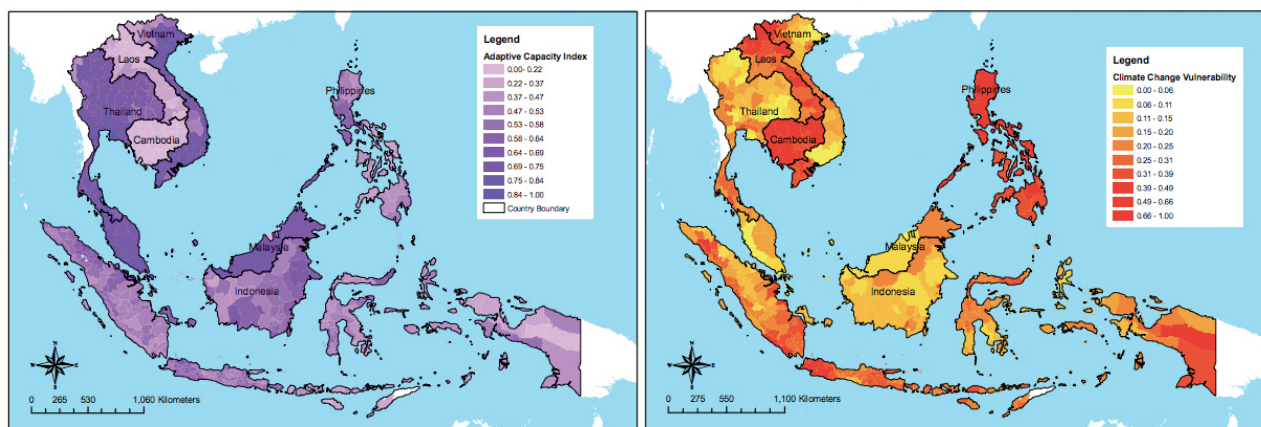 Vietnam
Laos
Thailand
Cambodia
Philippines
Malaysia
Indonesia
Legend
Adaptive Capacity Index
0.00- 0.22
0.22 - 0.37
0.37 - 0.47
0.47 - 0.53
0.53 - 0.58
0.58 - 0.64
0.64 - 0.69
0.69 - 0.75
0.75 - 0.84
0.84 - 1.00
Country Boundary
0 265 530 1,060 Kilometers
Vietnam
Laos
Thailand
Cambodia
Philippines
Malaysia
Indonesia
Legend
Climate Change Vulnerability
0.00 - 0.06
0.06 - 0.11
0.11 - 0.15
0.15 - 0.20
0.20 - 0.25
0.25 - 0.31
0.31 - 0.39
0.39 - 0.49
0.49 - 0.66
0.66 - 1.00
0 275 550 1,100 Kilometers